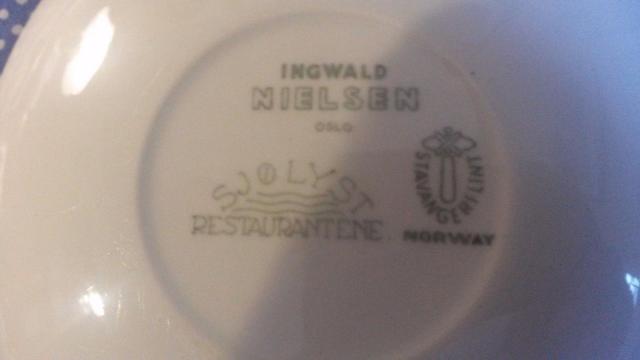 INGWALD
NIELSEN
OSLO
SJØLYST
RESTAURANTENE.
STAVANGERFLINT
NORWAY